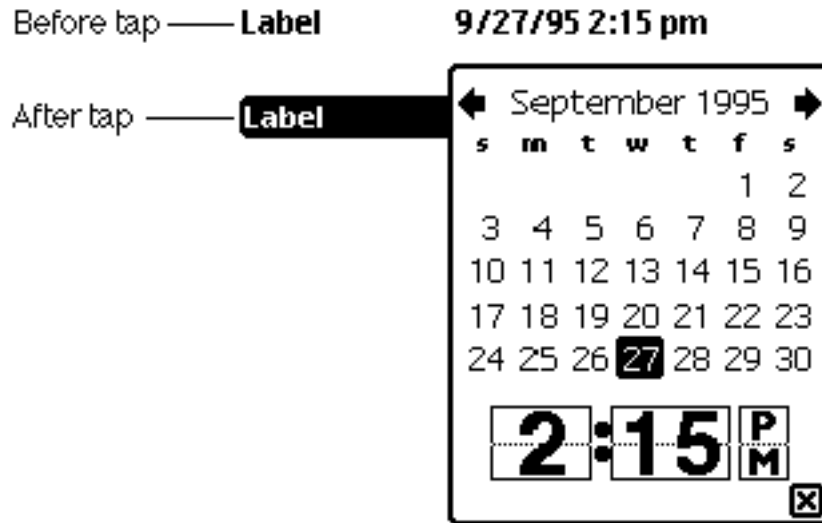 Before tap Label 9/27/95 2:15 pm
After tap Label
September 1995
s m t w t f s
1 2
3 4 5 6 7 8 9
10 11 12 13 14 15 16
17 18 19 20 21 22 23
24 25 26 27 28 29 30
2:15 PM